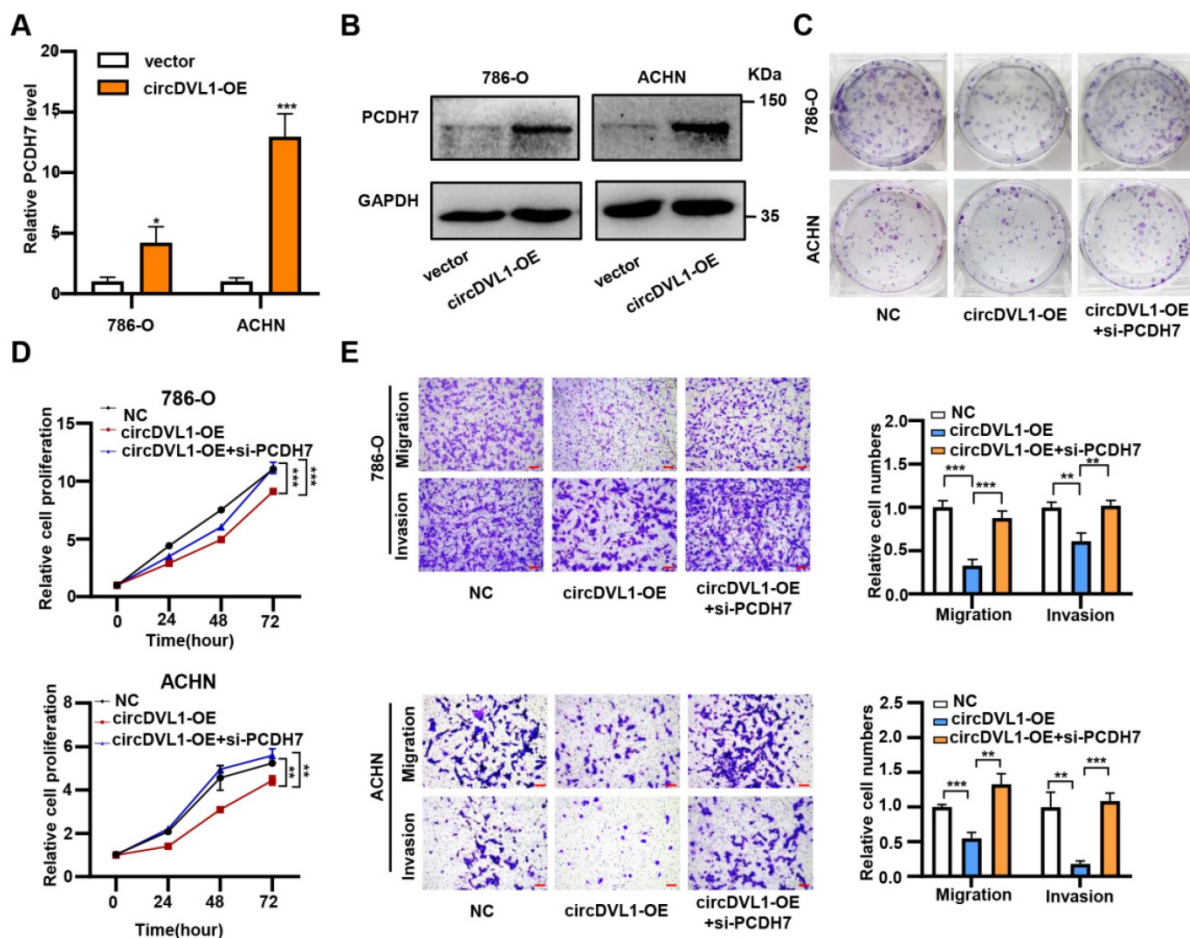 A
20
15
10
5
0
Relative PCDH7 level
vector
circDVL1-OE
*
***
786-O
ACHN
B
786-O
ACHN
KDa
PCDH7
150
GAPDH
35
vector
circDVL1-OE
vector
circDVL1-OE
C
786-O
ACHN
NC
circDVL1-OE
circDVL1-OE
+si-PCDH7
D
786-O
NC
circDVL1-OE
circDVL1-OE+si-PCDH7
15
10
5
0
Relative cell proliferation
***
***
0
24
48
72
Time(hour)
ACHN
NC
circDVL1-OE
circDVL1-OE+si-PCDH7
8
6
4
2
0
Relative cell proliferation
**
**
0
24
48
72
Time(hour)
E
786-O
Migration
Invasion
NC
circDVL1-OE
circDVL1-OE
+si-PCDH7
2.0
1.5
1.0
0.5
0.0
Relative cell numbers
NC
circDVL1-OE
circDVL1-OE+si-PCDH7
***
***
**
**
Migration
Invasion
ACHN
Migration
Invasion
NC
circDVL1-OE
circDVL1-OE
+si-PCDH7
2.5
2.0
1.5
1.0
0.5
0.0
Relative cell numbers
NC
circDVL1-OE
circDVL1-OE+si-PCDH7
***
**
**
***
Migration
Invasion